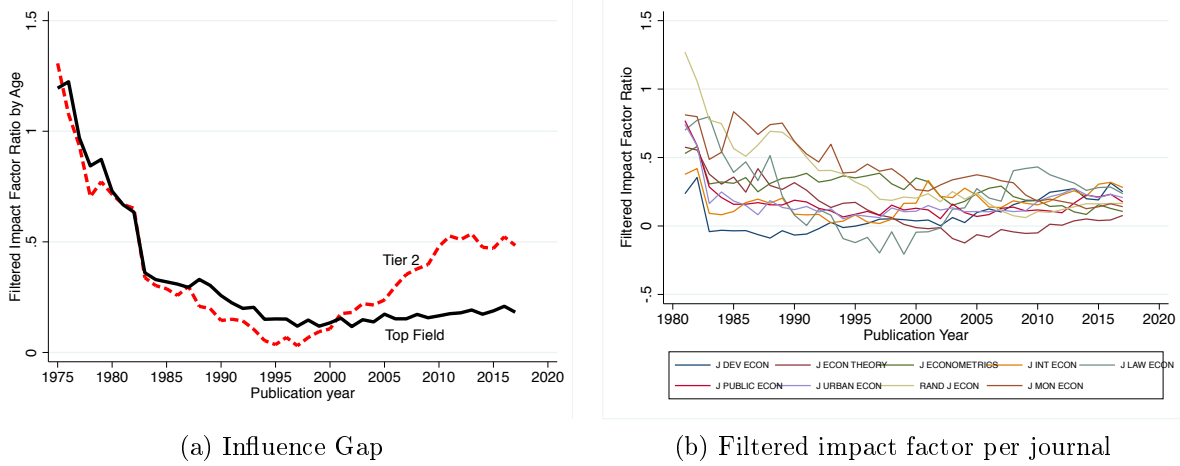 Filtered Impact Factor Ratio by Age
1.5
1
.5
0
Tier 2
Top Field
1975 1980 1985 1990 1995 2000 2005 2010 2015 2020
Publication year
(a) Influence Gap
Filtered Impact Factor Ratio
1.5
1
.5
0
-.5
1980 1985 1990 1995 2000 2005 2010 2015 2020
Publication Year
J DEV ECON J ECON THEORY J ECONOMETRICS J INT ECON J LAW ECON
J PUBLIC ECON J URBAN ECON RAND J ECON J MON ECON
(b) Filtered impact factor per journal